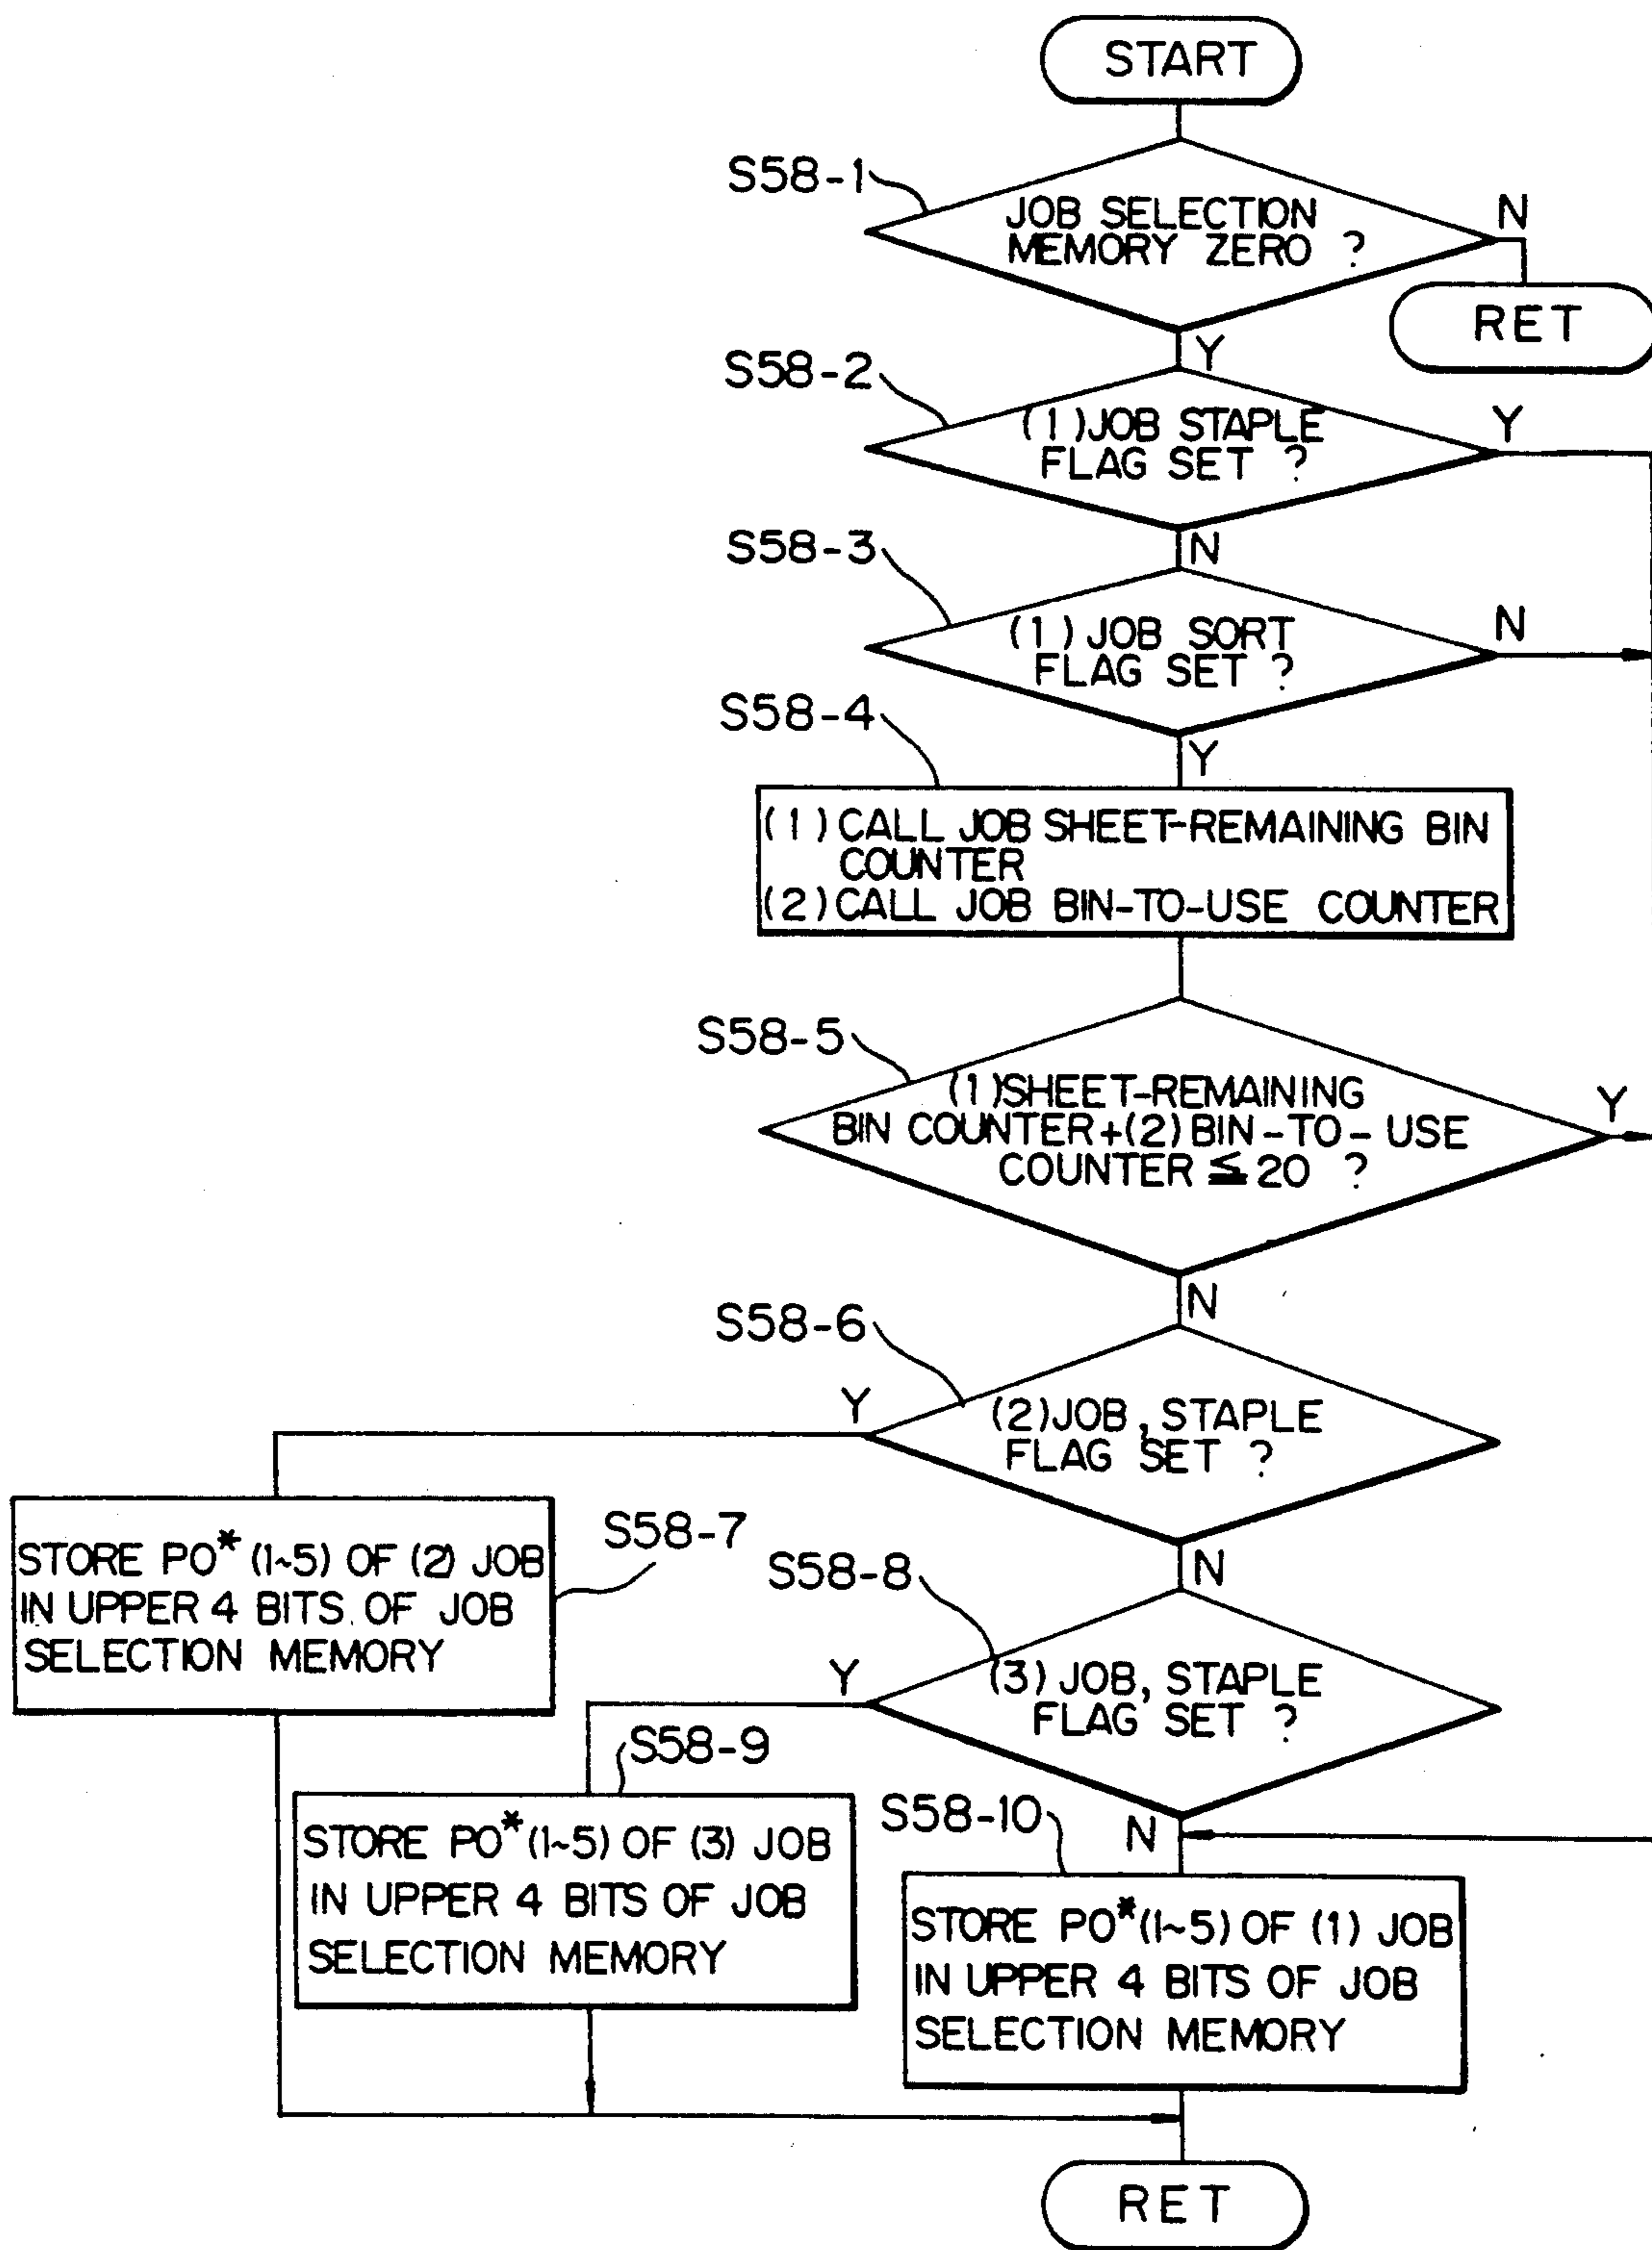 START
S58-1
JOB SELECTION
MEMORY ZERO ?
N
RET
Y
S58-2
(1) JOB STAPLE
FLAG SET ?
Y
N
S58-3
(1) JOB SORT
FLAG SET ?
N
Y
S58-4
(1) CALL JOB SHEET-REMAINING BIN
COUNTER
(2) CALL JOB BIN-TO-USE COUNTER
S58-5
(1) SHEET-REMAINING
BIN COUNTER+(2) BIN-TO-USE
COUNTER ≦ 20 ?
Y
N
S58-6
(2) JOB, STAPLE
FLAG SET ?
Y
N
S58-7
STORE PO* (1~5) OF (2) JOB
IN UPPER 4 BITS OF JOB
SELECTION MEMORY
S58-8
(3) JOB, STAPLE
FLAG SET ?
Y
N
S58-9
STORE PO* (1~5) OF (3) JOB
IN UPPER 4 BITS OF JOB
SELECTION MEMORY
S58-10
STORE PO* (1~5) OF (1) JOB
IN UPPER 4 BITS OF JOB
SELECTION MEMORY
RET